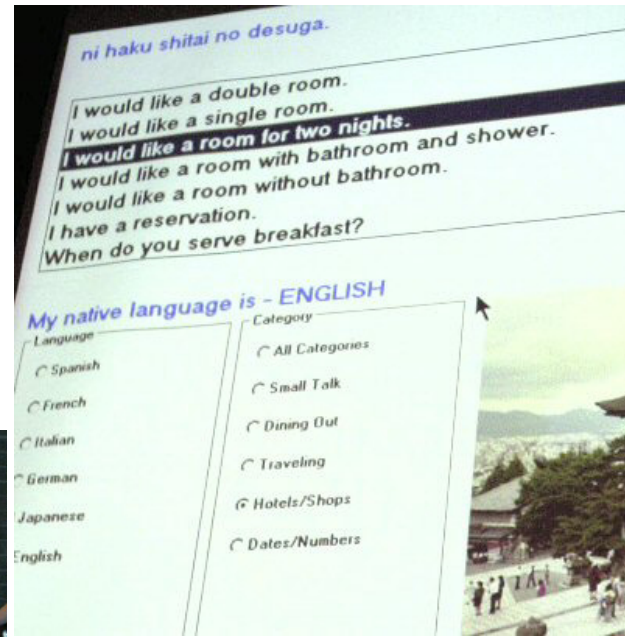 ni haku shitai no desuga.
I would like a double room.
I would like a single room.
I would like a room for two nights.
I would like a room with bathroom and shower.
I would like a room without bathroom.
I have a reservation.
When do you serve breakfast?
My native language is - ENGLISH
Language
Spanish
French
Italian
German
Japanese
English
Category
All Categories
Small Talk
Dining Out
Traveling
Hotels/Shops
Dates/Numbers